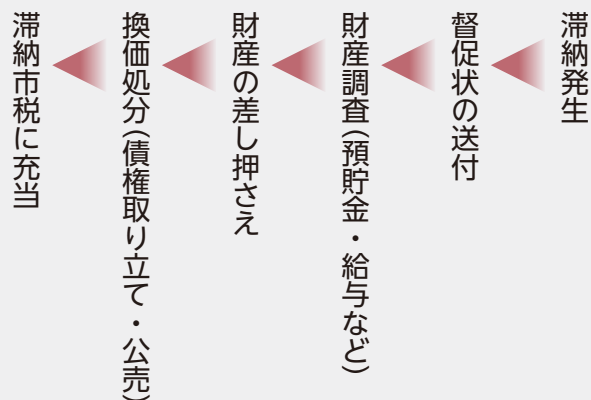 滞納発生
督促状の送付
財産調査(預貯金・給与など)
財産の差し押さえ
換価処分(債権取り立て・公売)
滞納市税に充当